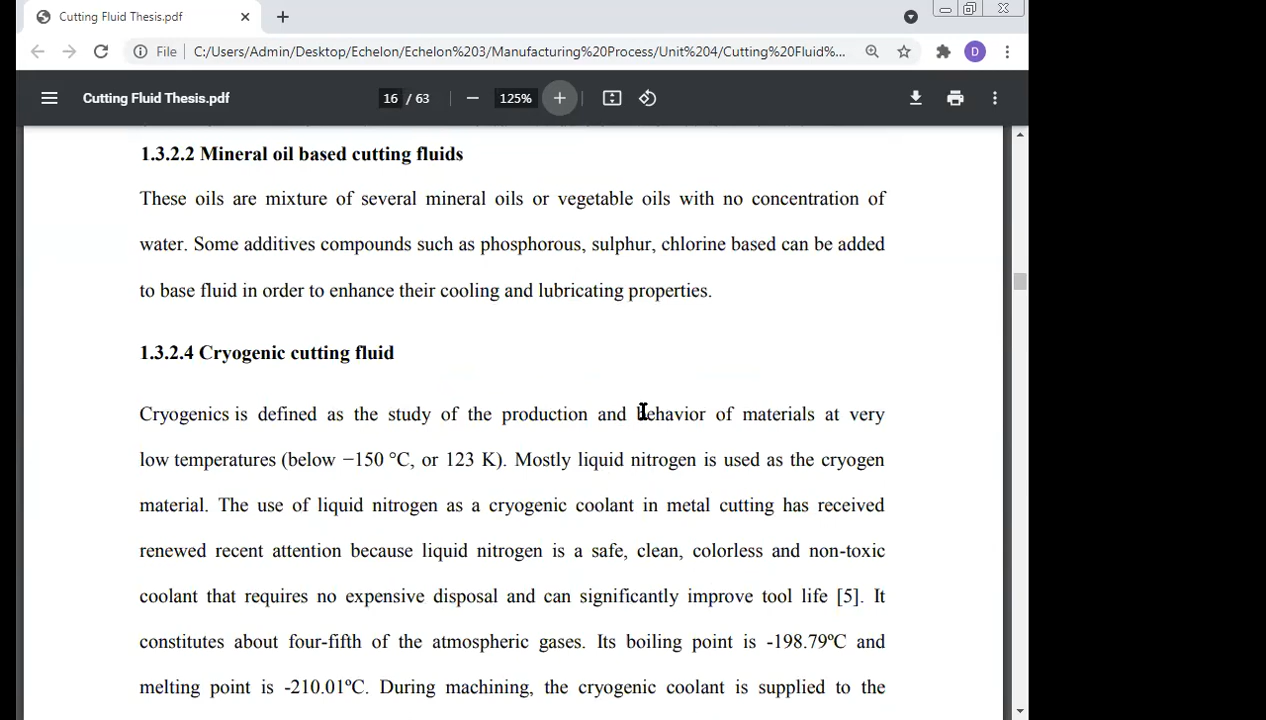 Cutting Fluid Thesis.pdf
File C:/Users/Admin/Desktop/Echelon/Echelon%203/Manufacturing%20Process/Unit%204/Cutting%20Fluid%...
D
Cutting Fluid Thesis.pdf 16 / 63 125%
1.3.2.2 Mineral oil based cutting fluids
These oils are mixture of several mineral oils or vegetable oils with no concentration of
water. Some additives compounds such as phosphorous, sulphur, chlorine based can be added
to base fluid in order to enhance their cooling and lubricating properties.
1.3.2.4 Cryogenic cutting fluid
Cryogenics is defined as the study of the production and behavior of materials at very
low temperatures (below −150 °C, or 123 K). Mostly liquid nitrogen is used as the cryogen
material. The use of liquid nitrogen as a cryogenic coolant in metal cutting has received
renewed recent attention because liquid nitrogen is a safe, clean, colorless and non-toxic
coolant that requires no expensive disposal and can significantly improve tool life [5]. It
constitutes about four-fifth of the atmospheric gases. Its boiling point is -198.79ºC and
melting point is -210.01ºC. During machining, the cryogenic coolant is supplied to the